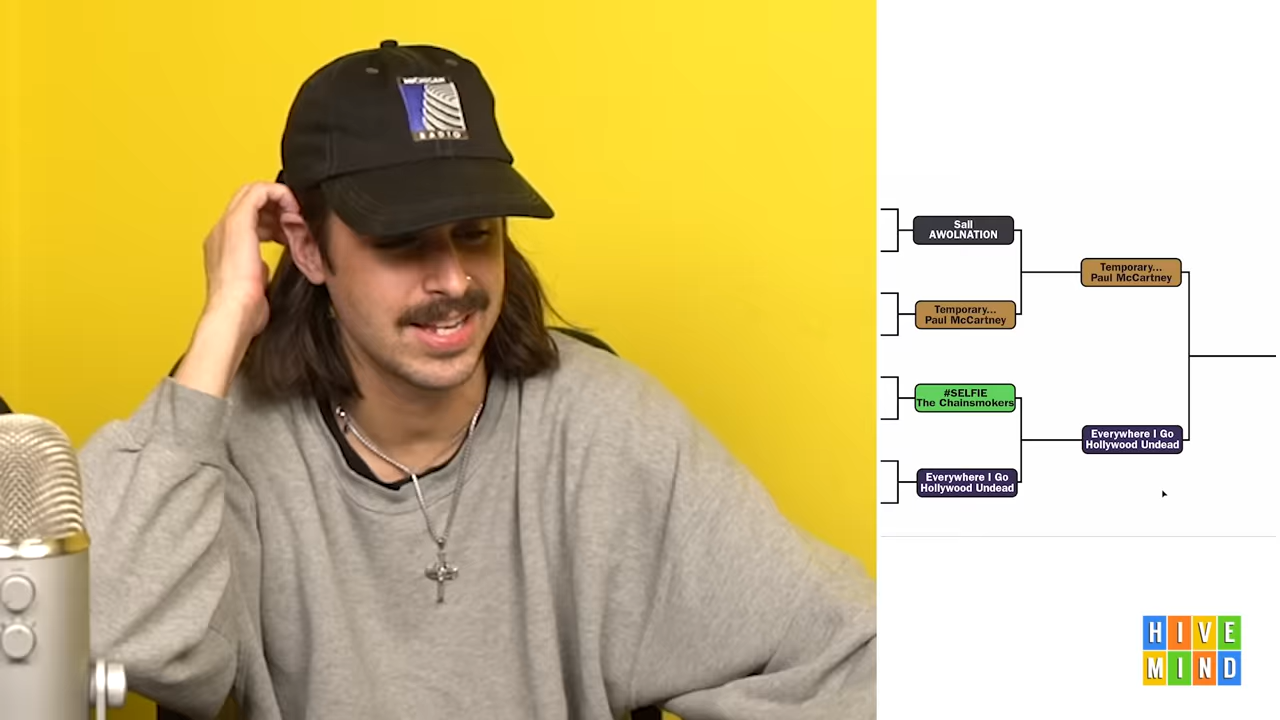 MICHIGAN
RADIO
Sail
AWOLNATION
Temporary...
Paul McCartney
Temporary...
Paul McCartney
#SELFIE
The Chainsmokers
Everywhere I Go
Hollywood Undead
Everywhere I Go
Hollywood Undead
HIVE
MIND